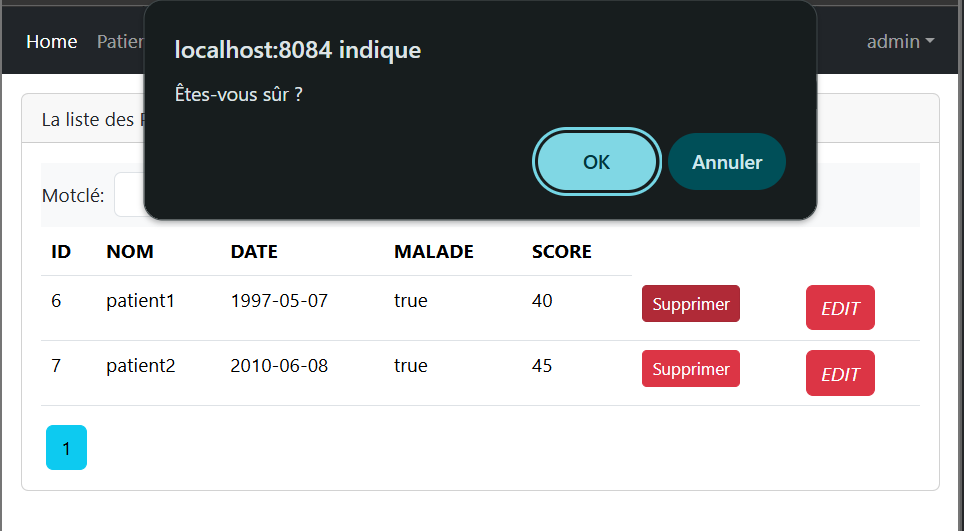 Home Patien admin
localhost:8084 indique
Êtes-vous sûr ?
OK Annuler
La liste des
Motclé:
ID NOM DATE MALADE SCORE
6 patient1 1997-05-07 true 40 Supprimer EDIT
7 patient2 2010-06-08 true 45 Supprimer EDIT
1